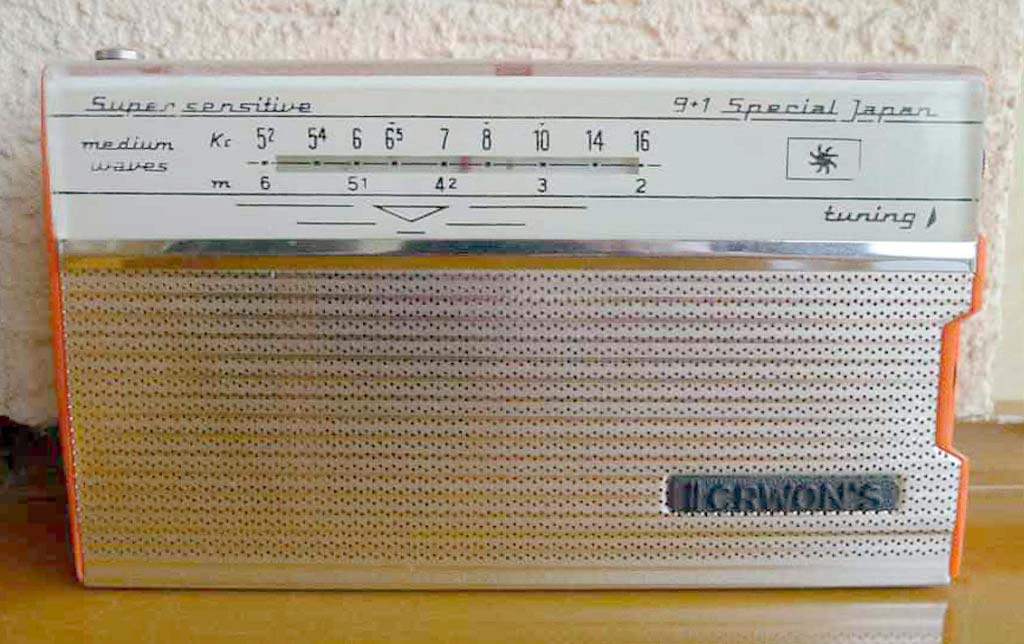 Super sensitive
9+1 Special Japan
medium waves
Kc 5² 5⁴ 6 6⁵ 7 8 10 14 16
m 6 5¹ 4² 3 2
tuning
CRWON'S